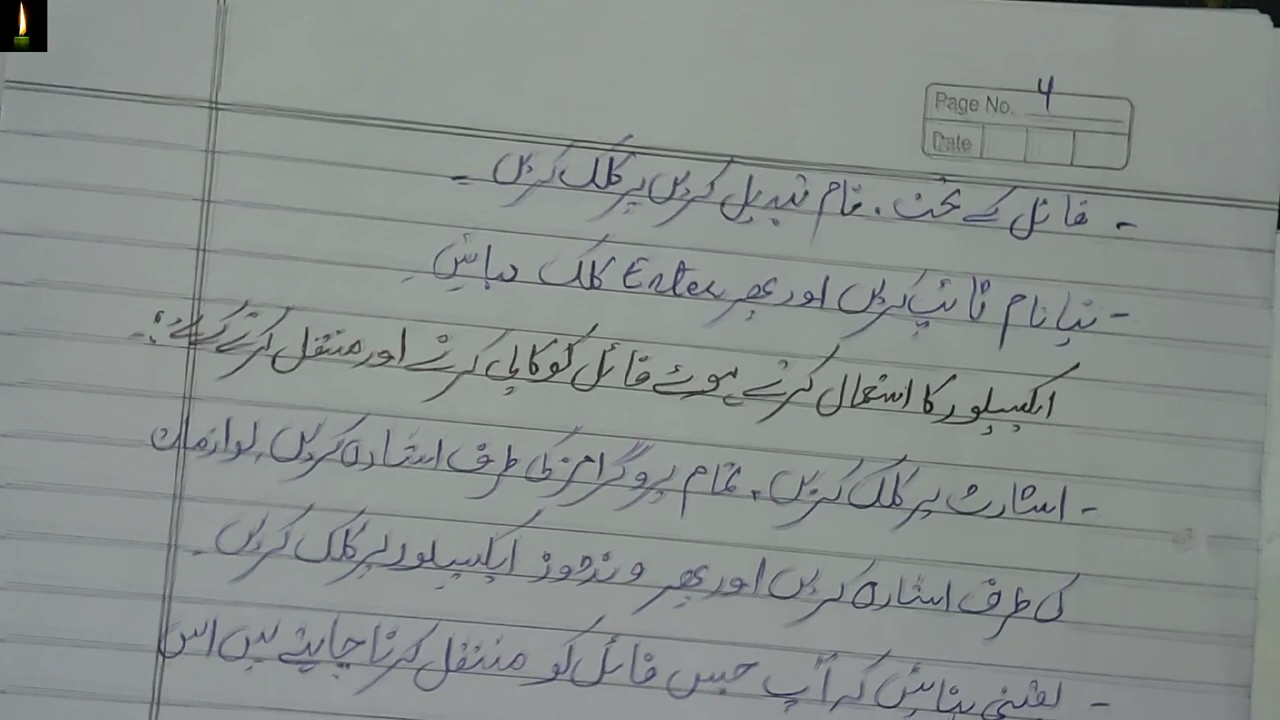 Page No. 4
Date
- فائل کے تحت، نام تبدیل کریں پر کلک کریں۔
- نیا نام ٹائپ کریں اور پھر Enter کلک دبائیں۔
ایکسپلور کا استعمال کرتے ہوئے فائل کو کاپی کرنے اور منتقل کرنے کے لئے:-
- اسٹارٹ پر کلک کریں، تمام پروگرامز کی طرف اشارہ کریں، لوازمات
کی طرف اشارہ کریں اور پھر ونڈوز ایکسپلور پر کلک کریں۔
- یقینی بنائیں کہ آپ جس فائل کو منتقل کرنا چاہتے ہیں اس